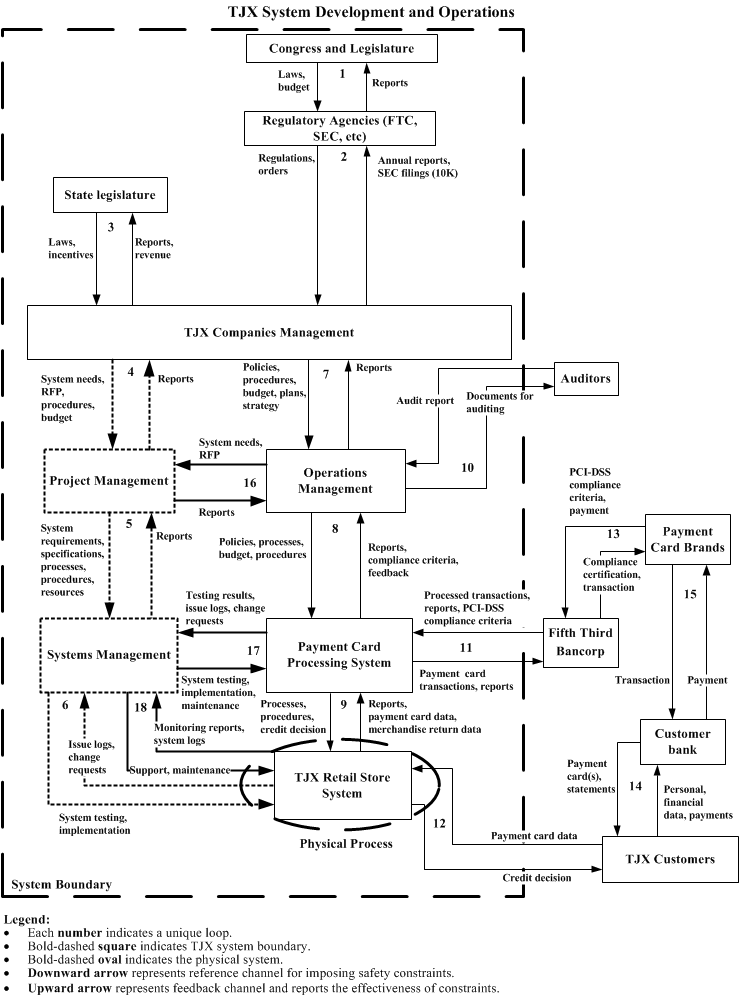 TJX System Development and Operations
Congress and Legislature
Laws,
budget
1
Reports
Regulatory Agencies (FTC,
SEC, etc)
Regulations,
orders
2
Annual reports,
SEC filings (10K)
State legislature
3
Laws,
incentives
Reports,
revenue
TJX Companies Management
System needs,
RFP,
procedures,
budget
4
Reports
Policies,
procedures,
budget, plans,
strategy
7
Reports
Auditors
Audit report
Documents for
auditing
10
System needs,
RFP
Project Management
16
Operations
Management
Reports
System
requirements,
specifications,
processes,
procedures,
resources
5
Reports
Policies, processes,
budget, procedures
8
Reports,
compliance criteria,
feedback
PCI-DSS
compliance
criteria,
payment
13
Payment
Card Brands
Compliance
certification,
transaction
15
Testing results,
issue logs, change
requests
Processed transactions,
reports, PCI-DSS
compliance criteria
Systems Management
17
Payment Card
Processing System
11
Fifth Third
Bancorp
System testing,
implementation,
maintenance
Payment card
transactions, reports
Transaction
Payment
6
18
Processes,
procedures,
credit decision
9
Reports,
payment card data,
merchandise return data
Monitoring reports,
system logs
Issue logs,
change
requests
Support, maintenance
TJX Retail Store
System
Customer
bank
Payment
card(s),
statements
14
Personal,
financial
data, payments
System testing,
implementation
12
Physical Process
Payment card data
TJX Customers
Credit decision
System Boundary
Legend:
• Each number indicates a unique loop.
• Bold-dashed square indicates TJX system boundary.
• Bold-dashed oval indicates the physical system.
• Downward arrow represents reference channel for imposing safety constraints.
• Upward arrow represents feedback channel and reports the effectiveness of constraints.